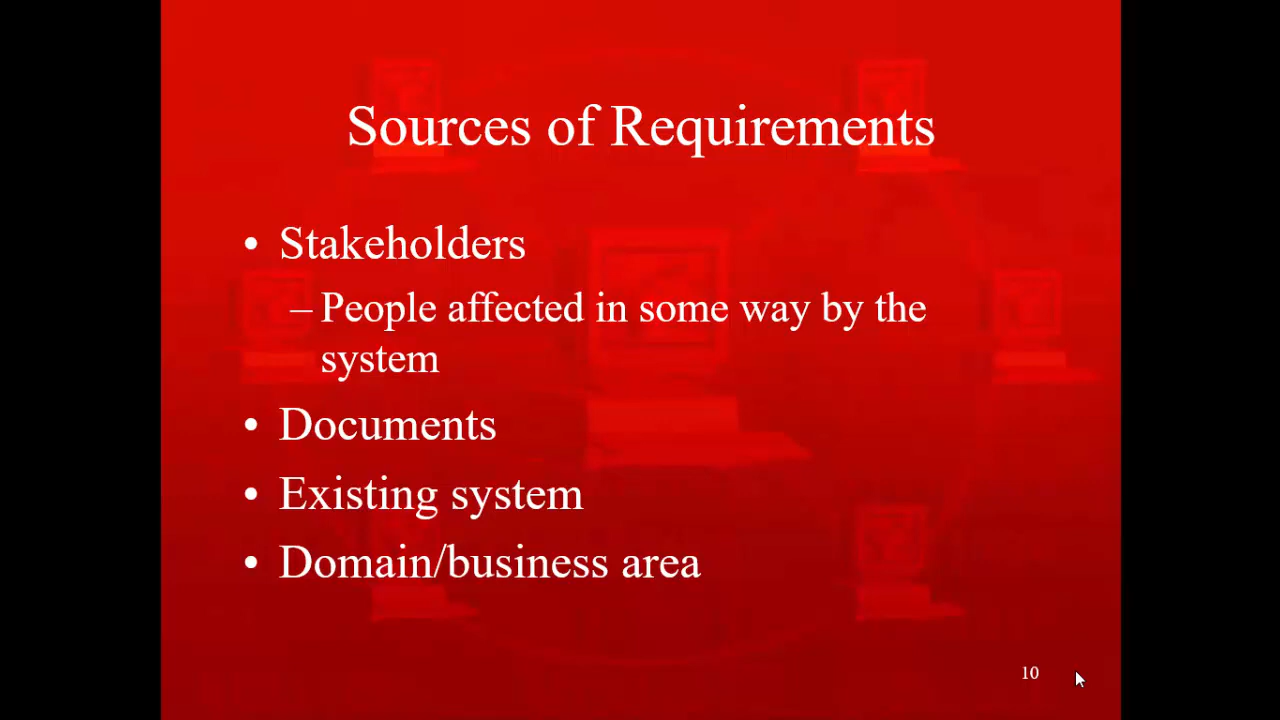 Sources of Requirements
• Stakeholders
– People affected in some way by the
system
• Documents
• Existing system
• Domain/business area
10